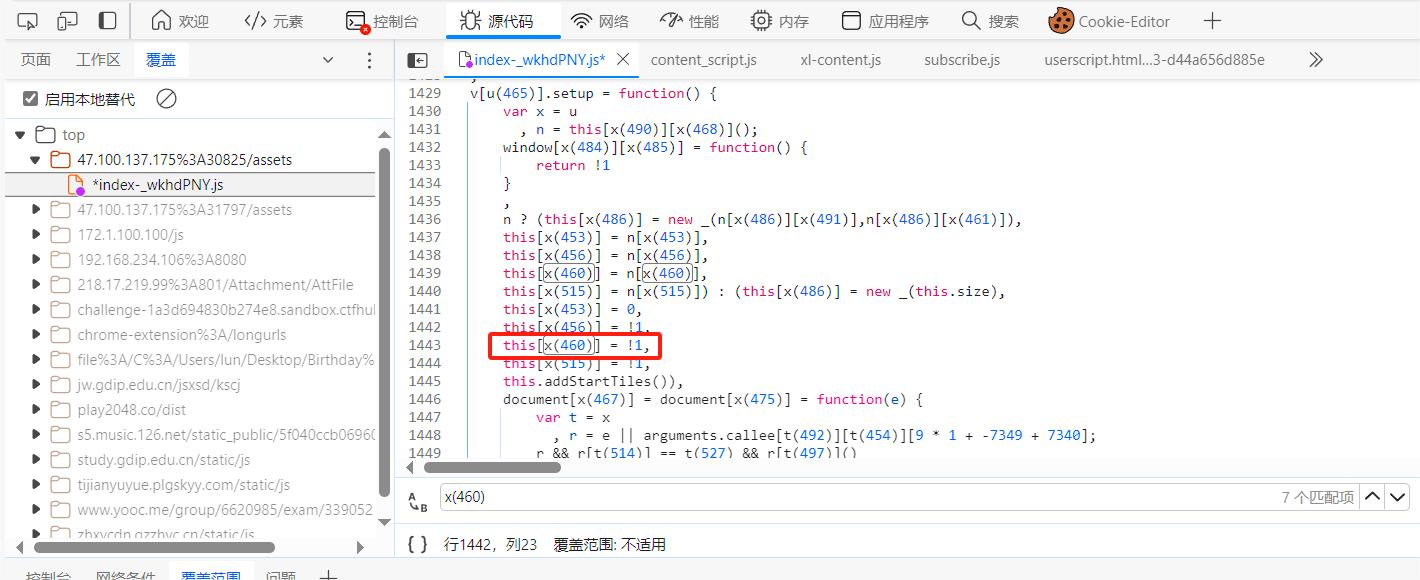 欢迎 元素 控制台 源代码 网络 性能 内存 应用程序 搜索 Cookie-Editor
页面 工作区 覆盖
index-_wkhdPNY.js* content_script.js xl-content.js subscribe.js userscript.html...3-d44a656d885e
启用本地替代
top
47.100.137.175%3A30825/assets
*index-_wkhdPNY.js
47.100.137.175%3A31797/assets
172.1.100.100/js
192.168.234.106%3A8080
218.17.219.99%3A801/Attachment/AttFile
challenge-1a3d694830b274e8.sandbox.ctfhu
chrome-extension%3A/longurls
file%3A/C%3A/Users/lun/Desktop/Birthday%
jw.gdip.edu.cn/jsxsd/kscj
play2048.co/dist
s5.music.126.net/static_public/5f040ccb0696
study.gdip.edu.cn/static/js
tijianyuyue.plgskyy.com/static/js
www.yooc.me/group/6620985/exam/339052
zhxycdn.gzzhyc.cn/static/js
1429 v[u(465)].setup = function() {
1430 var x = u
1431 , n = this[x(490)][x(468)]();
1432 window[x(484)][x(485)] = function() {
1433 return !1
1434 }
1435 ,
1436 n ? (this[x(486)] = new _(n[x(486)][x(491)],n[x(486)][x(461)]),
1437 this[x(453)] = n[x(453)],
1438 this[x(456)] = n[x(456)],
1439 this[x(460)] = n[x(460)],
1440 this[x(515)] = n[x(515)]) : (this[x(486)] = new _(this.size),
1441 this[x(453)] = 0,
1442 this[x(456)] = !1,
1443 this[x(460)] = !1,
1444 this[x(515)] = !1,
1445 this.addStartTiles()),
1446 document[x(467)] = document[x(475)] = function(e) {
1447 var t = x
1448 , r = e || arguments.callee[t(492)][t(454)][9 * 1 + -7349 + 7340];
1449 r && r[t(514)] == t(527) && r[t(497)]()
x(460) 7 个匹配项
{ } 行1442，列23 覆盖范围: 不适用
控制台 网络条件 覆盖范围 问题